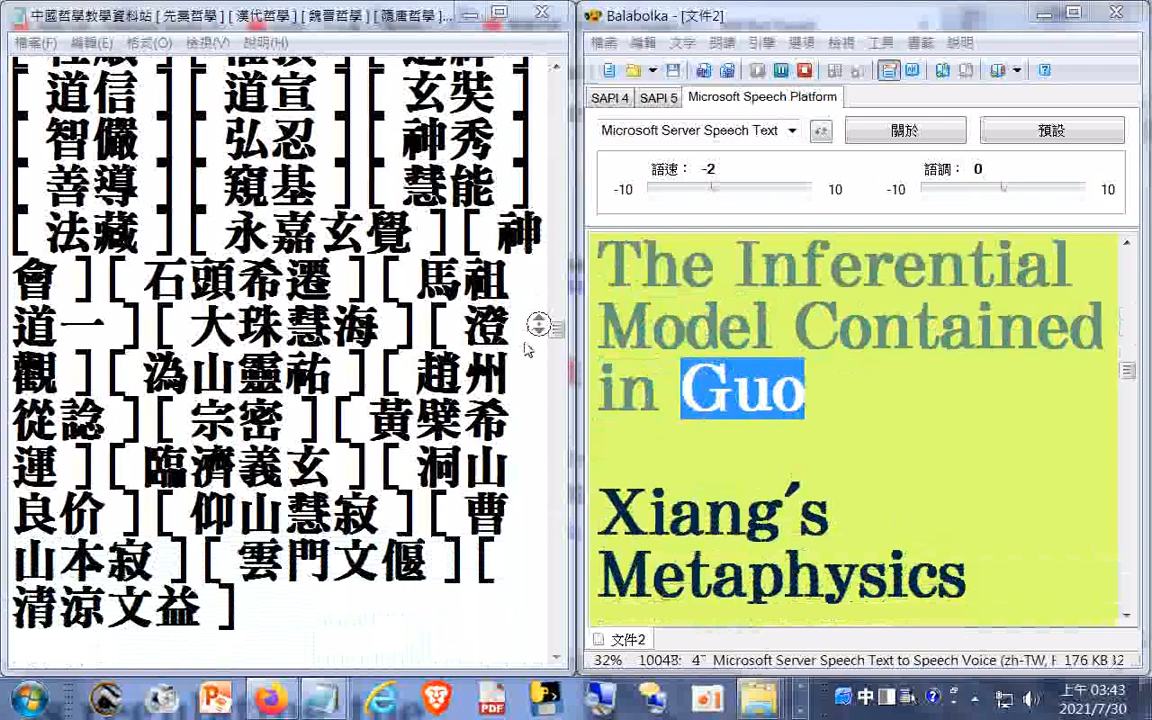 中國哲學教學資料站 [ 先秦哲學 ] [ 漢代哲學 ] [ 魏晉哲學 ] [ 隋唐哲學 ]...
檔案(F) 編輯(E) 格式(O) 檢視(V) 說明(H)
[ 道信 ] [ 道宣 ] [ 玄奘 ]
[ 智儼 ] [ 弘忍 ] [ 神秀 ]
[ 善導 ] [ 窺基 ] [ 慧能 ]
[ 法藏 ] [ 永嘉玄覺 ] [ 神
會 ] [ 石頭希遷 ] [ 馬祖
道一 ] [ 大珠慧海 ] [ 澄
觀 ] [ 溈山靈祐 ] [ 趙州
從諗 ] [ 宗密 ] [ 黃檗希
運 ] [ 臨濟義玄 ] [ 洞山
良价 ] [ 仰山慧寂 ] [ 曹
山本寂 ] [ 雲門文偃 ] [
清涼文益 ]
Balabolka - [文件2]
檔案 編輯 文字 朗讀 引擎 選項 檢視 工具 書籤 說明
SAPI 4 SAPI 5 Microsoft Speech Platform
Microsoft Server Speech Text 關於 預設
語速： -2 語調： 0
-10 10 -10 10
The Inferential
Model Contained
in Guo
Xiang's
Metaphysics
文件2
32% Microsoft Server Speech Text to Speech Voice (zh-TW, 176 KB
中
上午 03:43
2021/7/30